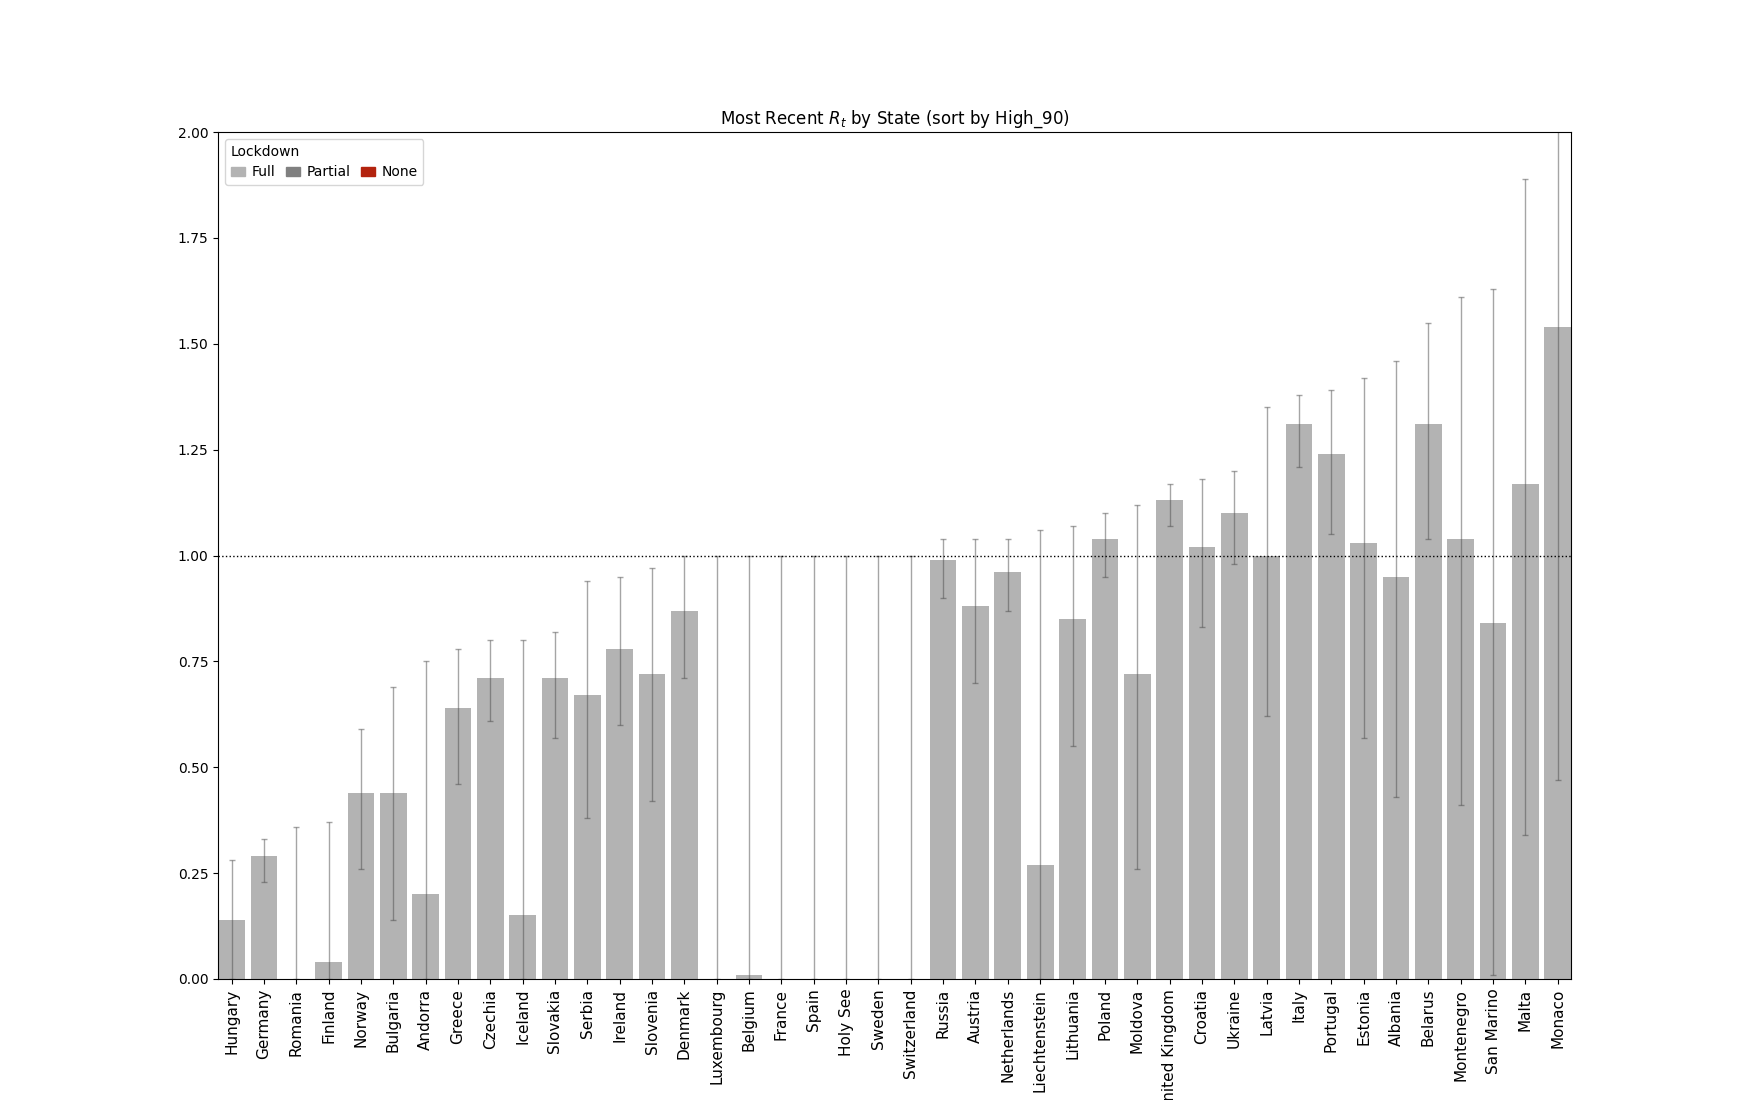 Most Recent R_t by State (sort by High_90)
Lockdown
Full Partial None
2.00
1.75
1.50
1.25
1.00
0.75
0.50
0.25
0.00
Hungary
Germany
Romania
Finland
Norway
Bulgaria
Andorra
Greece
Czechia
Iceland
Slovakia
Serbia
Ireland
Slovenia
Denmark
Luxembourg
Belgium
France
Spain
Holy See
Sweden
Switzerland
Russia
Austria
Netherlands
Liechtenstein
Lithuania
Poland
Moldova
nited Kingdom
Croatia
Ukraine
Latvia
Italy
Portugal
Estonia
Albania
Belarus
Montenegro
San Marino
Malta
Monaco